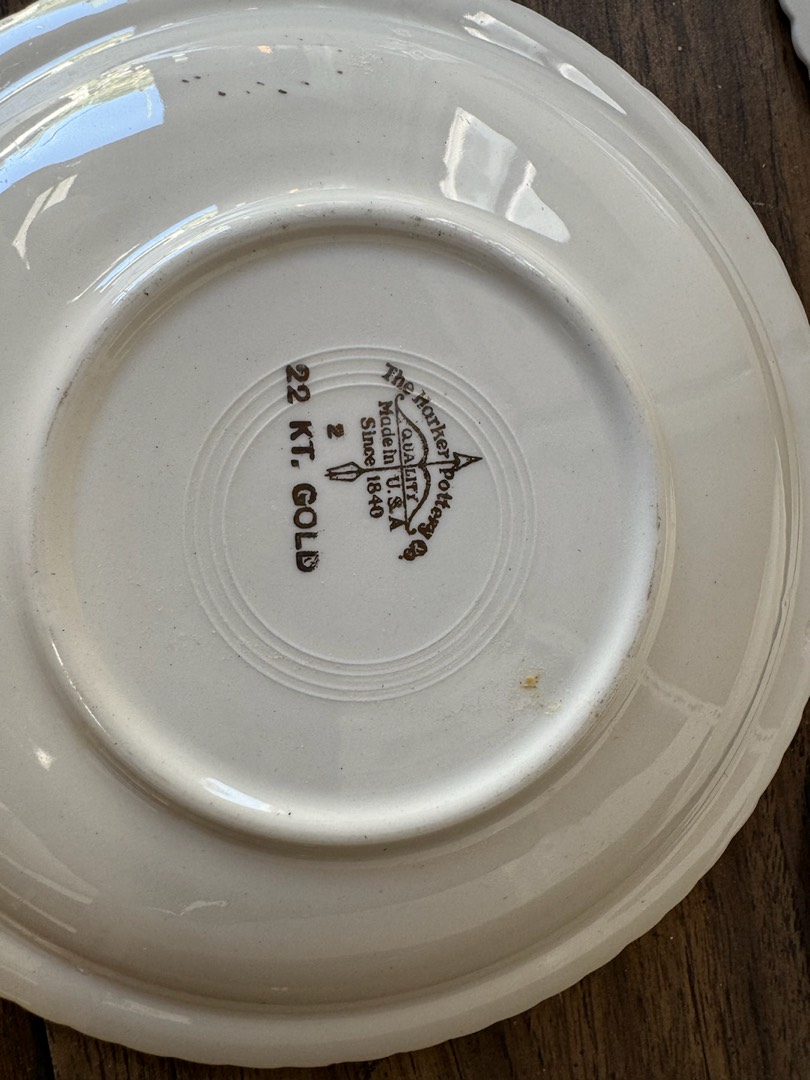 The Harker Pottery Co.
QUALITY
Made in U.S.A
Since 1840
2
22 KT. GOLD